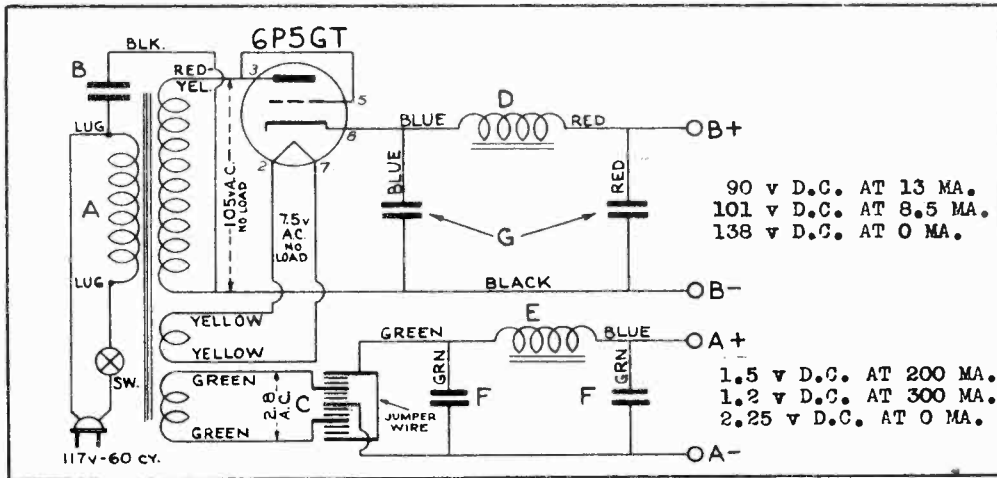 6P5GT
BLK.
B
RED-
YEL.
3
5
8
2
7
LUG
A
LUG
105V A.C.
NO LOAD
7.5V
A.C.
NO
LOAD
BLUE
D
RED
B+
BLUE
RED
G
90 v D.C. AT 13 MA.
101 v D.C. AT 8.5 MA.
138 v D.C. AT 0 MA.
BLACK
B-
YELLOW
YELLOW
SW.
GREEN
GREEN
2.8
A.C.
C
JUMPER
WIRE
GREEN
E
BLUE
A+
GRN
F
F
GRN
1.5 v D.C. AT 200 MA.
1.2 v D.C. AT 300 MA.
2.25 v D.C. AT 0 MA.
A-
117V-60 CY.